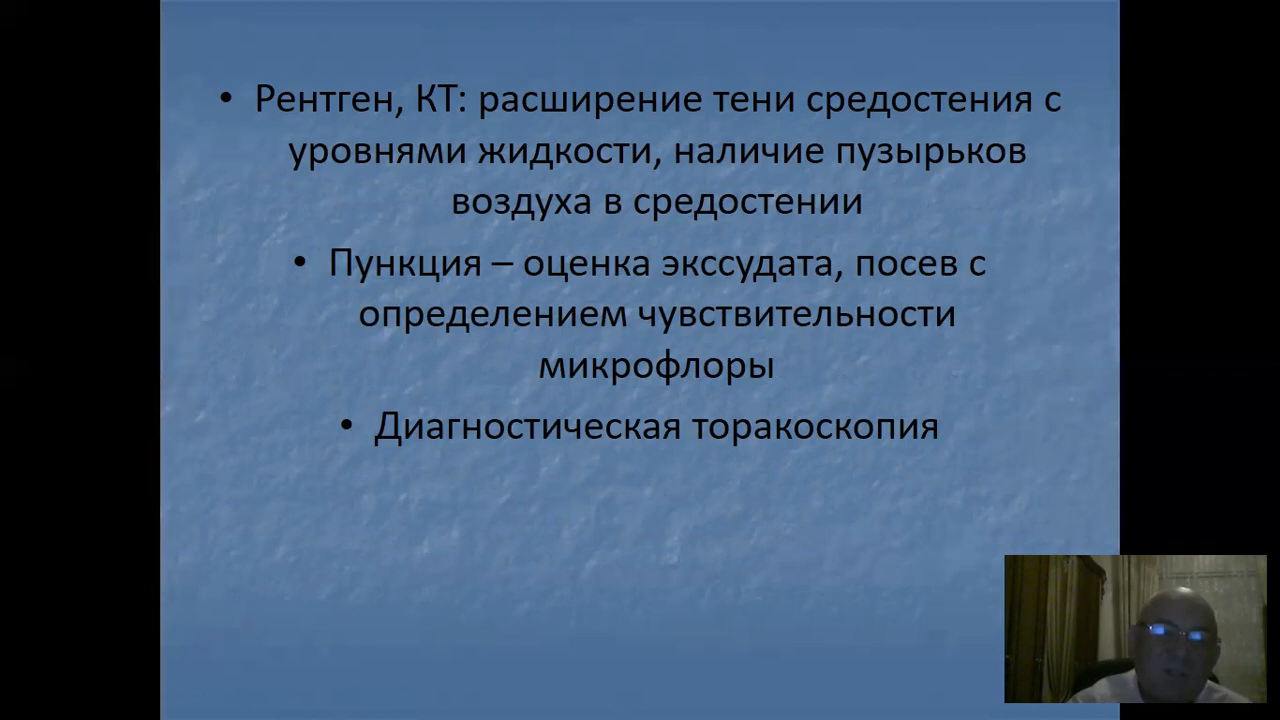 • Рентген, КТ: расширение тени средостения с
уровнями жидкости, наличие пузырьков
воздуха в средостении
• Пункция – оценка экссудата, посев с
определением чувствительности
микрофлоры
• Диагностическая торакоскопия